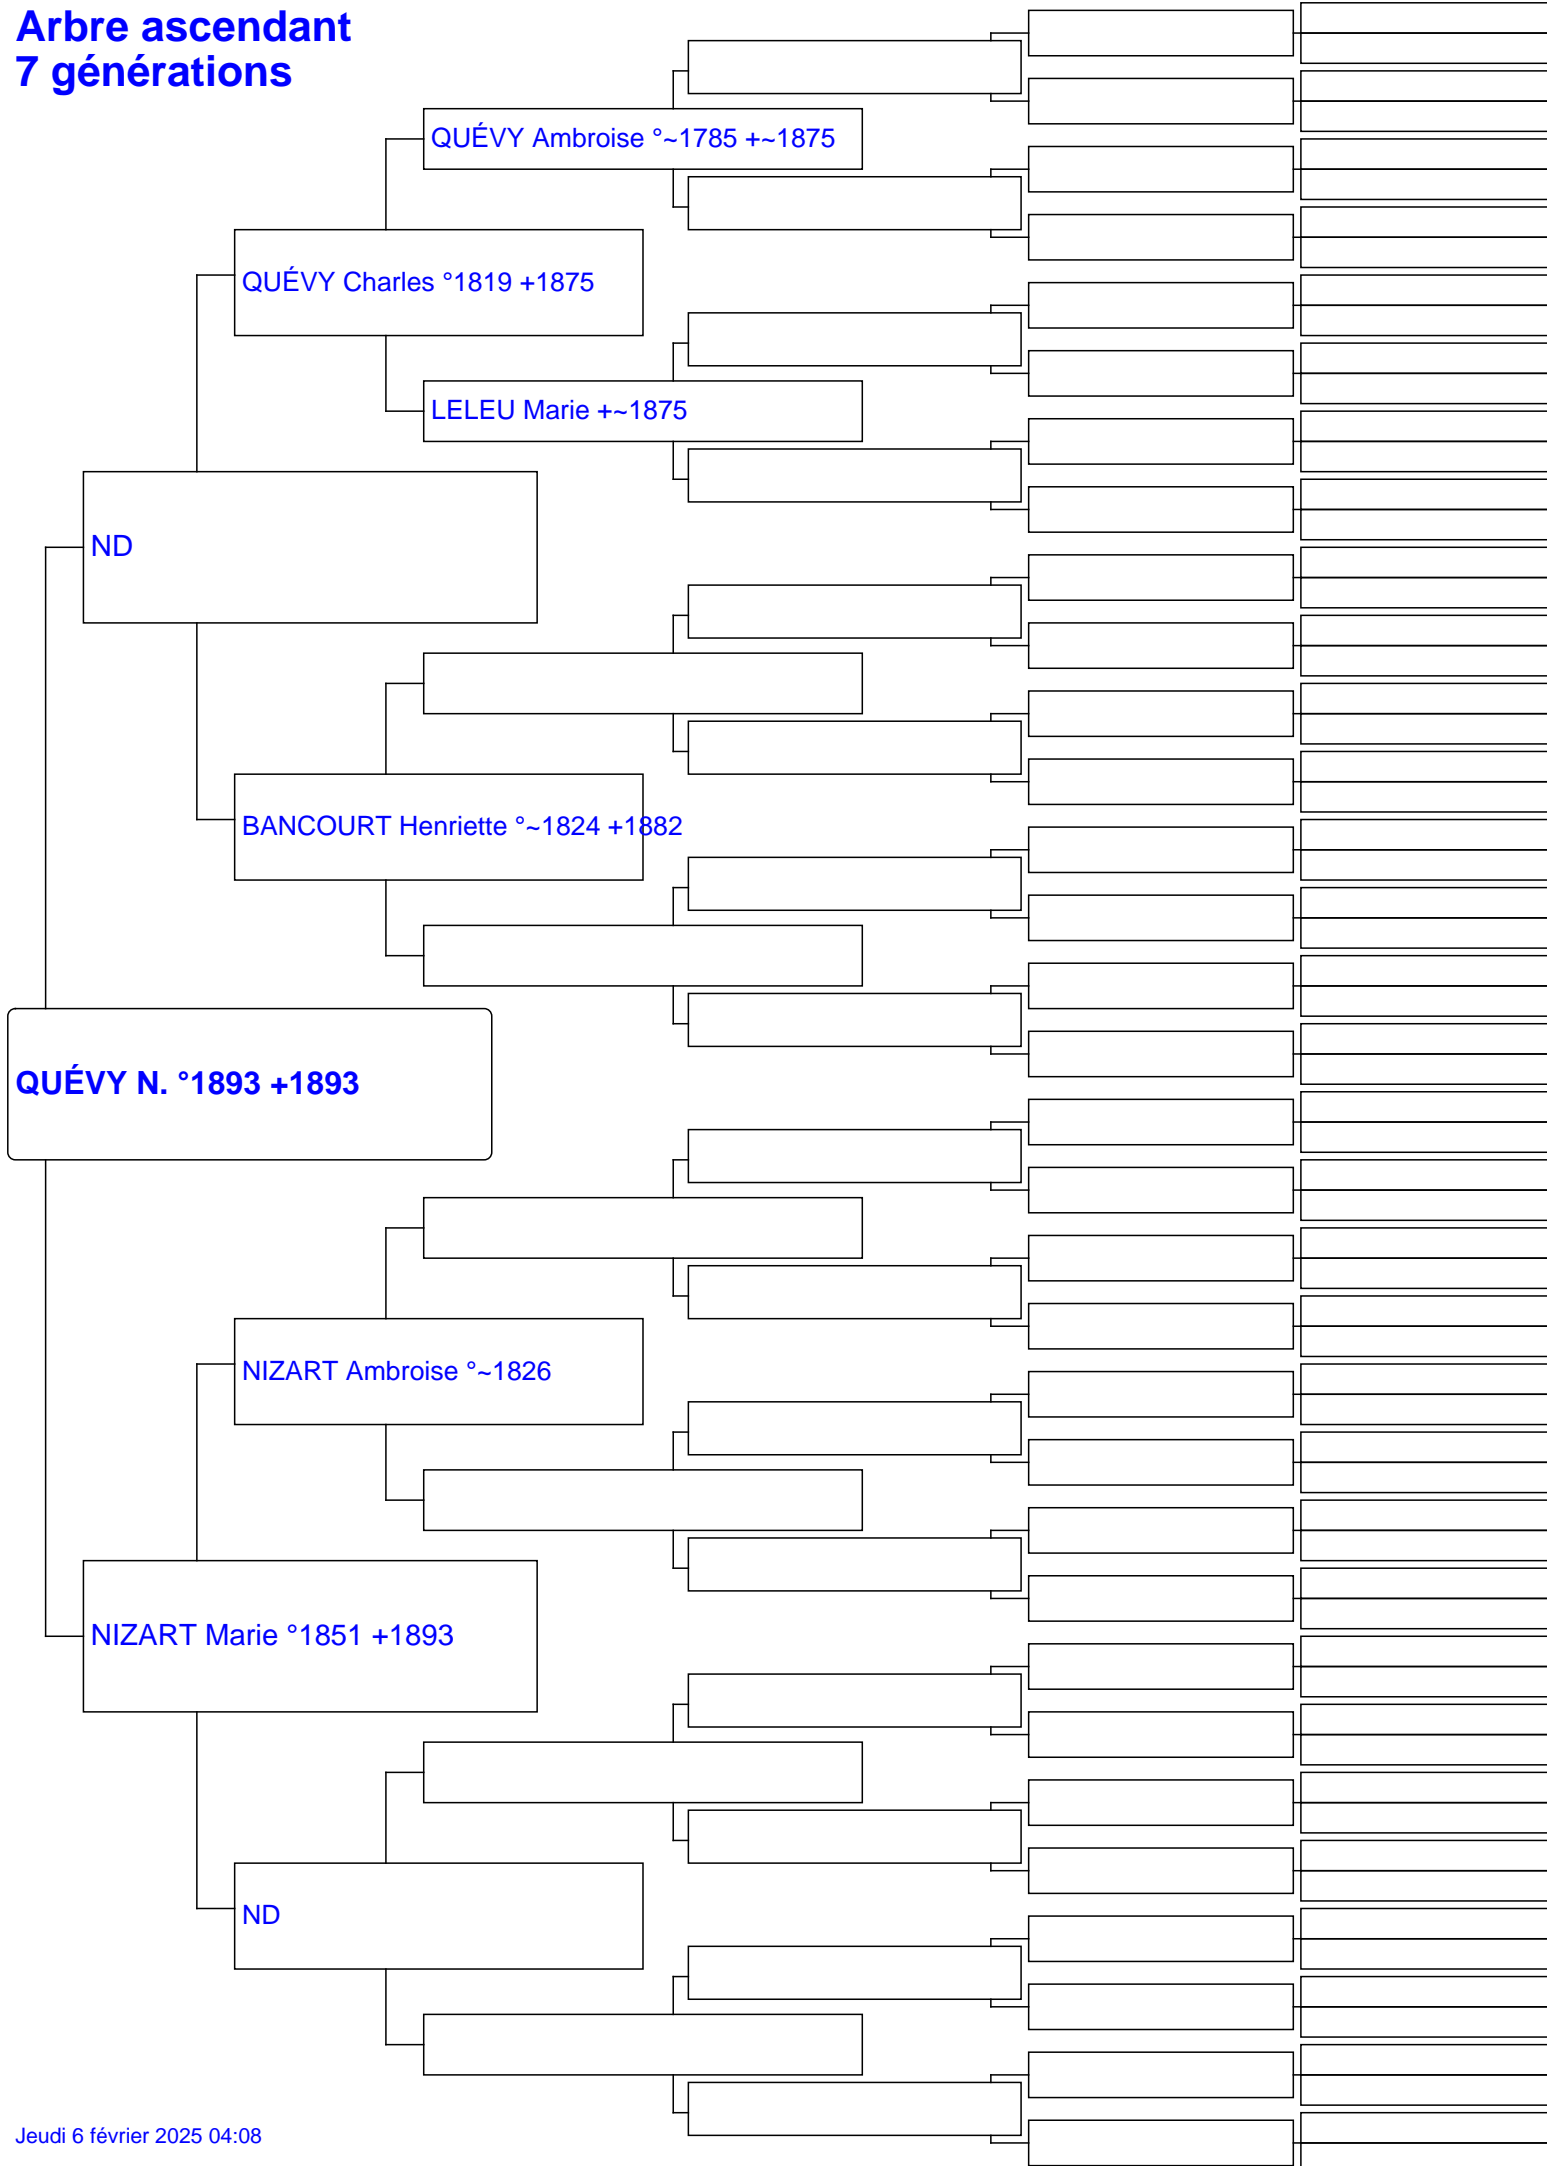 Arbre ascendant
7 générations
QUÉVY Ambroise °~1785 +~1875
QUÉVY Charles °1819 +1875
LELEU Marie +~1875
ND
BANCOURT Henriette °~1824 +1882
QUÉVY N. °1893 +1893
NIZART Ambroise °~1826
NIZART Marie °1851 +1893
ND
Jeudi 6 février 2025 04:08